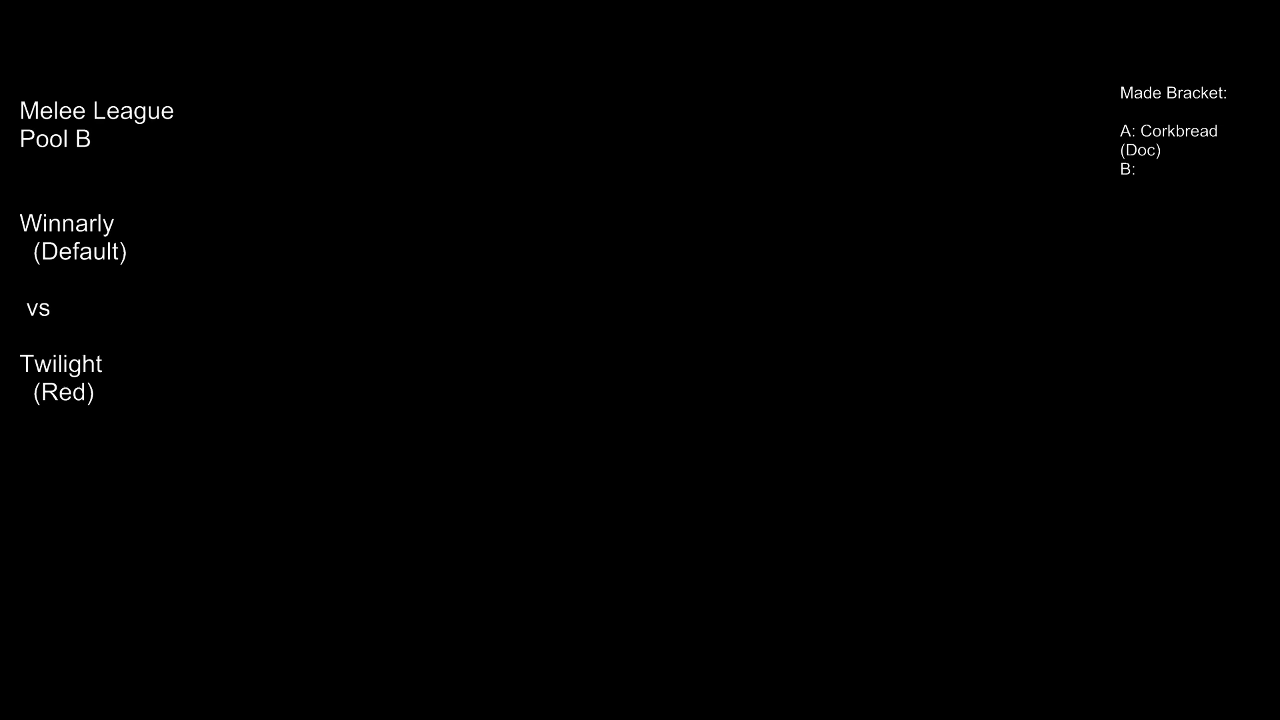 Melee League
Pool B
Winnarly
(Default)
vs
Twilight
(Red)
Made Bracket:
A: Corkbread
(Doc)
B: